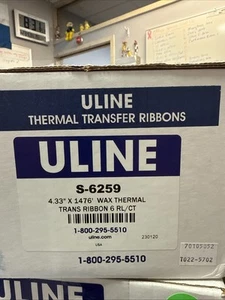 ULINE
THERMAL TRANSFER RIBBONS
ULINE
S-6259
4.33" X 1476' WAX THERMAL
TRANS RIBBON 6 RL/CT
1-800-295-5510
uline.com
230120
USA
1-800-295-5510